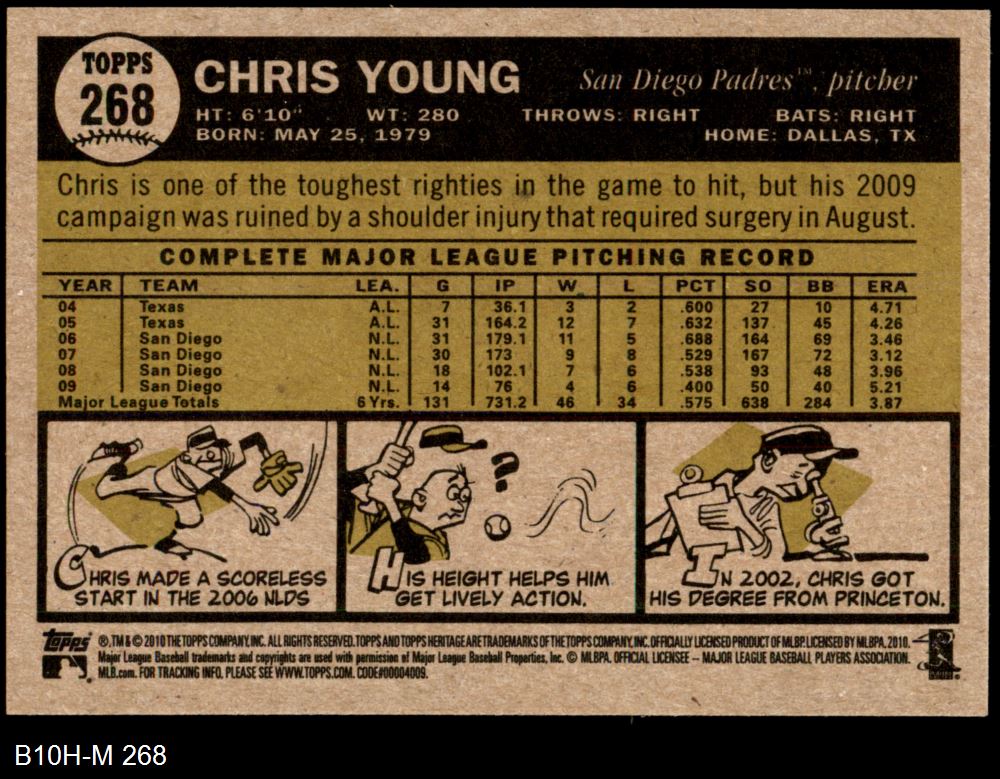 TOPPS
268
CHRIS YOUNG San Diego Padres™, pitcher
HT: 6'10" WT: 280 THROWS: RIGHT BATS: RIGHT
BORN: MAY 25, 1979 HOME: DALLAS, TX
Chris is one of the toughest righties in the game to hit, but his 2009
campaign was ruined by a shoulder injury that required surgery in August.
COMPLETE MAJOR LEAGUE PITCHING RECORD
YEAR TEAM LEA. G IP W L PCT SO BB ERA
04 Texas A.L. 7 36.1 3 2 .600 27 10 4.71
05 Texas A.L. 31 164.2 12 7 .632 137 45 4.26
06 San Diego N.L. 31 179.1 11 5 .688 164 69 3.46
07 San Diego N.L. 30 173 9 8 .529 167 72 3.12
08 San Diego N.L. 18 102.1 7 6 .538 93 48 3.96
09 San Diego N.L. 14 76 4 6 .400 50 40 5.21
Major League Totals 6 Yrs. 131 731.2 46 34 .575 638 284 3.87
CHRIS MADE A SCORELESS
START IN THE 2006 NLDS
?
HIS HEIGHT HELPS HIM
GET LIVELY ACTION.
IN 2002, CHRIS GOT
HIS DEGREE FROM PRINCETON.
Topps ®, TM & © 2010 THE TOPPS COMPANY, INC. ALL RIGHTS RESERVED. TOPPS AND TOPPS HERITAGE ARE TRADEMARKS OF THE TOPPS COMPANY, INC. OFFICIALLY LICENSED PRODUCT OF MLBP. LICENSED BY MLBPA, 2010.
Major League Baseball trademarks and copyrights are used with permission of Major League Baseball Properties, Inc. © MLBPA. OFFICIAL LICENSEE – MAJOR LEAGUE BASEBALL PLAYERS ASSOCIATION.
MLB.com. FOR TRACKING INFO, PLEASE SEE WWW.TOPPS.COM. CODE#00004009.
B10H-M 268